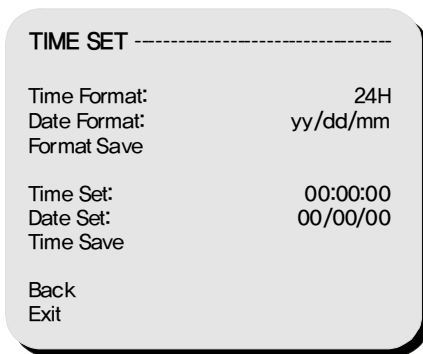 TIME SET -----------------------------------
Time Format: 24H
Date Format: yy/dd/mm
Format Save
Time Set: 00:00:00
Date Set: 00/00/00
Time Save
Back
Exit